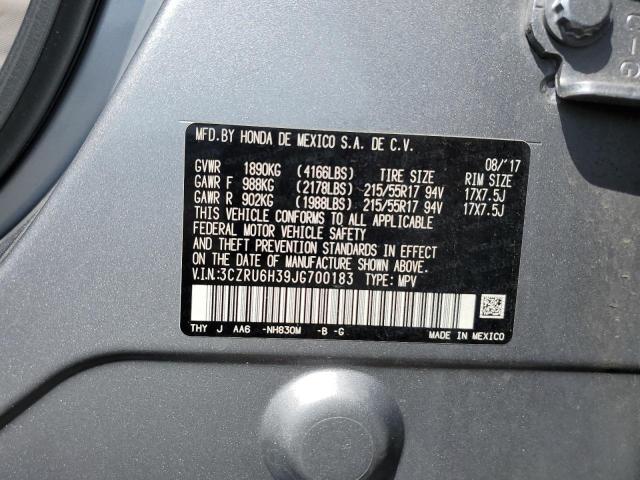 MFD. BY HONDA DE MEXICO S.A. DE C.V.
08/'17
GVWR 1890KG (4166LBS) TIRE SIZE RIM SIZE
GAWR F 988KG (2178LBS) 215/55R17 94V 17X7.5J
GAWR R 902KG (1988LBS) 215/55R17 94V 17X7.5J
THIS VEHICLE CONFORMS TO ALL APPLICABLE
FEDERAL MOTOR VEHICLE SAFETY
AND THEFT PREVENTION STANDARDS IN EFFECT
ON THE DATE OF MANUFACTURE SHOWN ABOVE.
V.I.N.:3CZRU6H39JG700183 TYPE: MPV
THY J AA6 -NH830M -B -G
MADE IN MEXICO